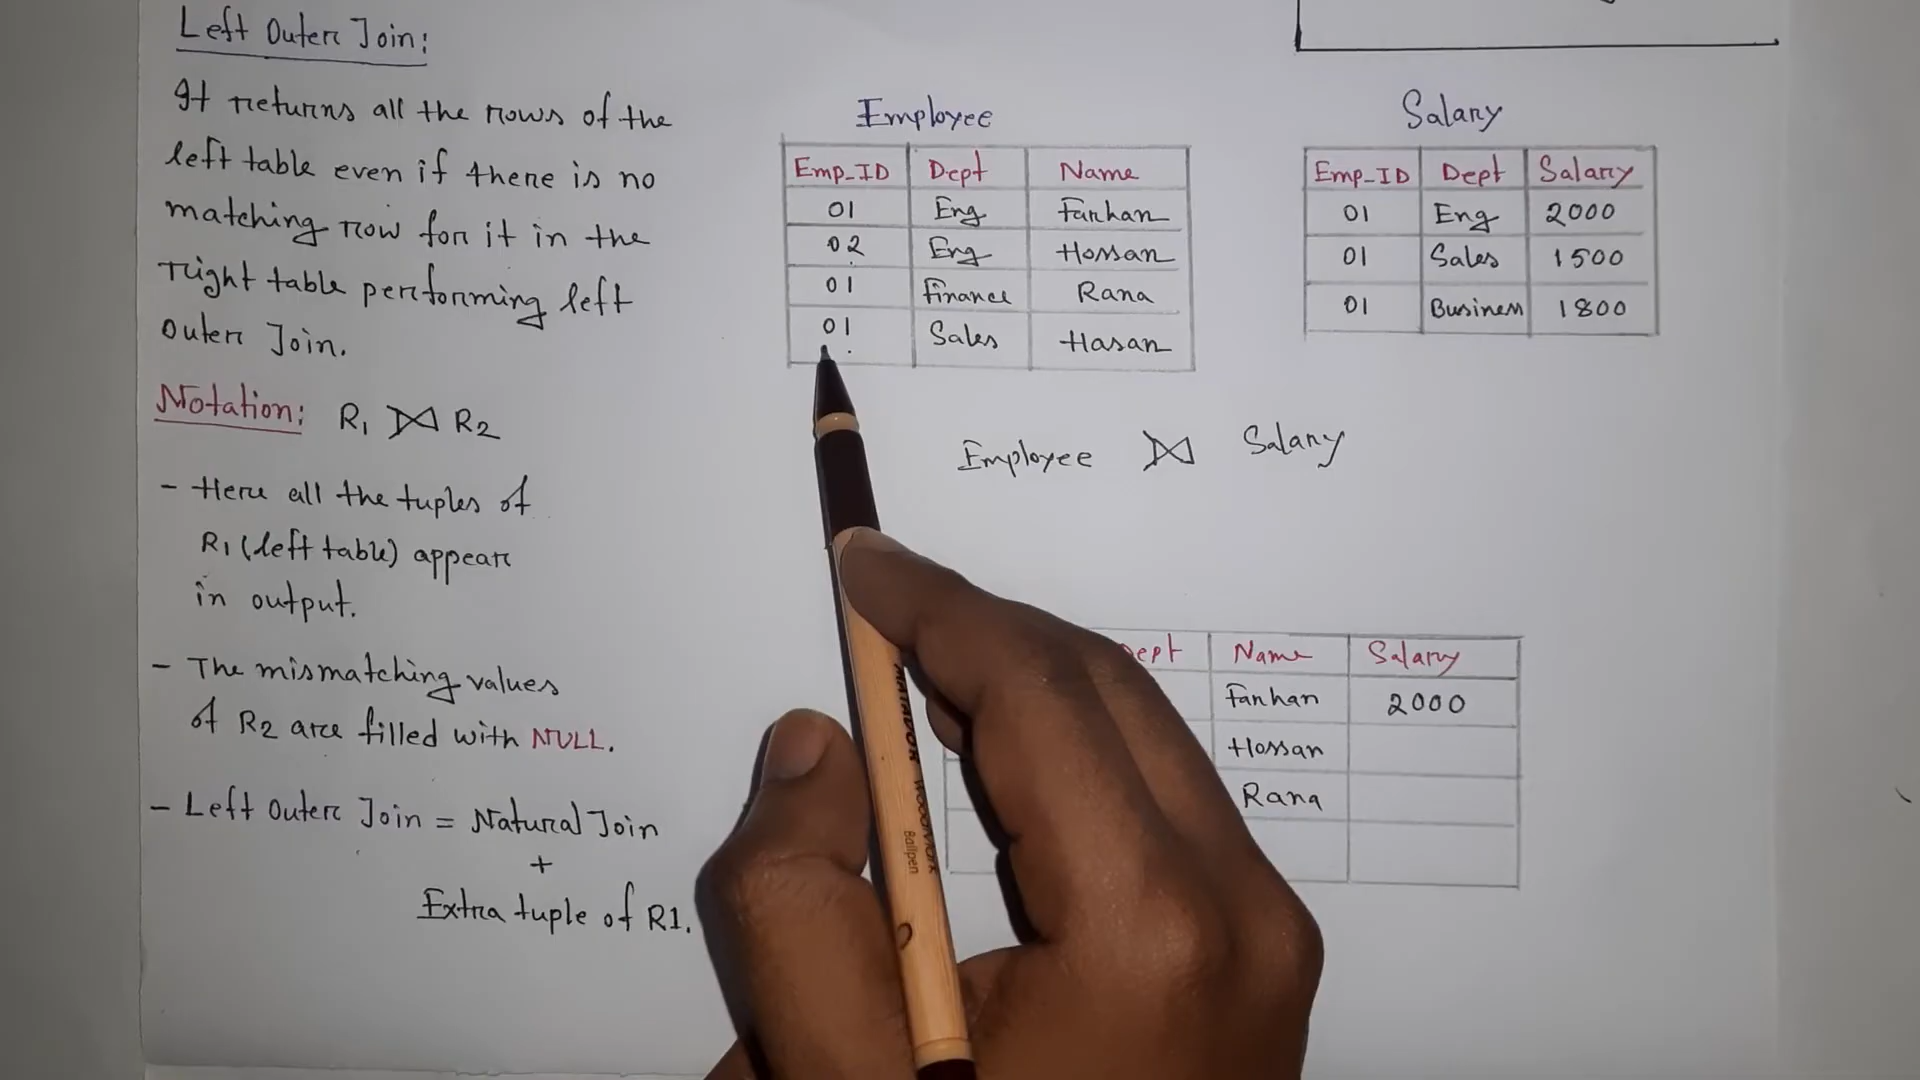 Left Outer Join:
It returns all the rows of the
left table even if there is no
matching row for it in the
right table performing left
outer Join.
Notation: R1 ⟕ R2
- Here all the tuples of
R1 (left table) appear
in output.
- The mismatching values
of R2 are filled with NULL.
- Left Outer Join = Natural Join
+
Extra tuple of R1.
Employee
Emp_ID Dept Name
01 Eng Farhan
02 Eng Hossan
01 Finance Rana
01 Sales Hasan
Salary
Emp_ID Dept Salary
01 Eng 2000
01 Sales 1500
01 Business 1800
Employee ⟕ Salary
Name Salary
Farhan 2000
Hossan
Rana
MATADOR WOODMARK
Ballpen